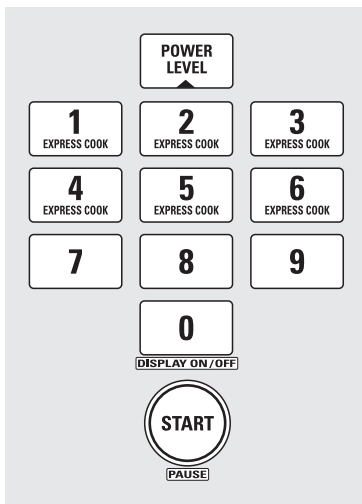 POWER
LEVEL
1 2 3
EXPRESS COOK EXPRESS COOK EXPRESS COOK
4 5 6
EXPRESS COOK EXPRESS COOK EXPRESS COOK
7 8 9
0
DISPLAY ON/OFF
START
PAUSE